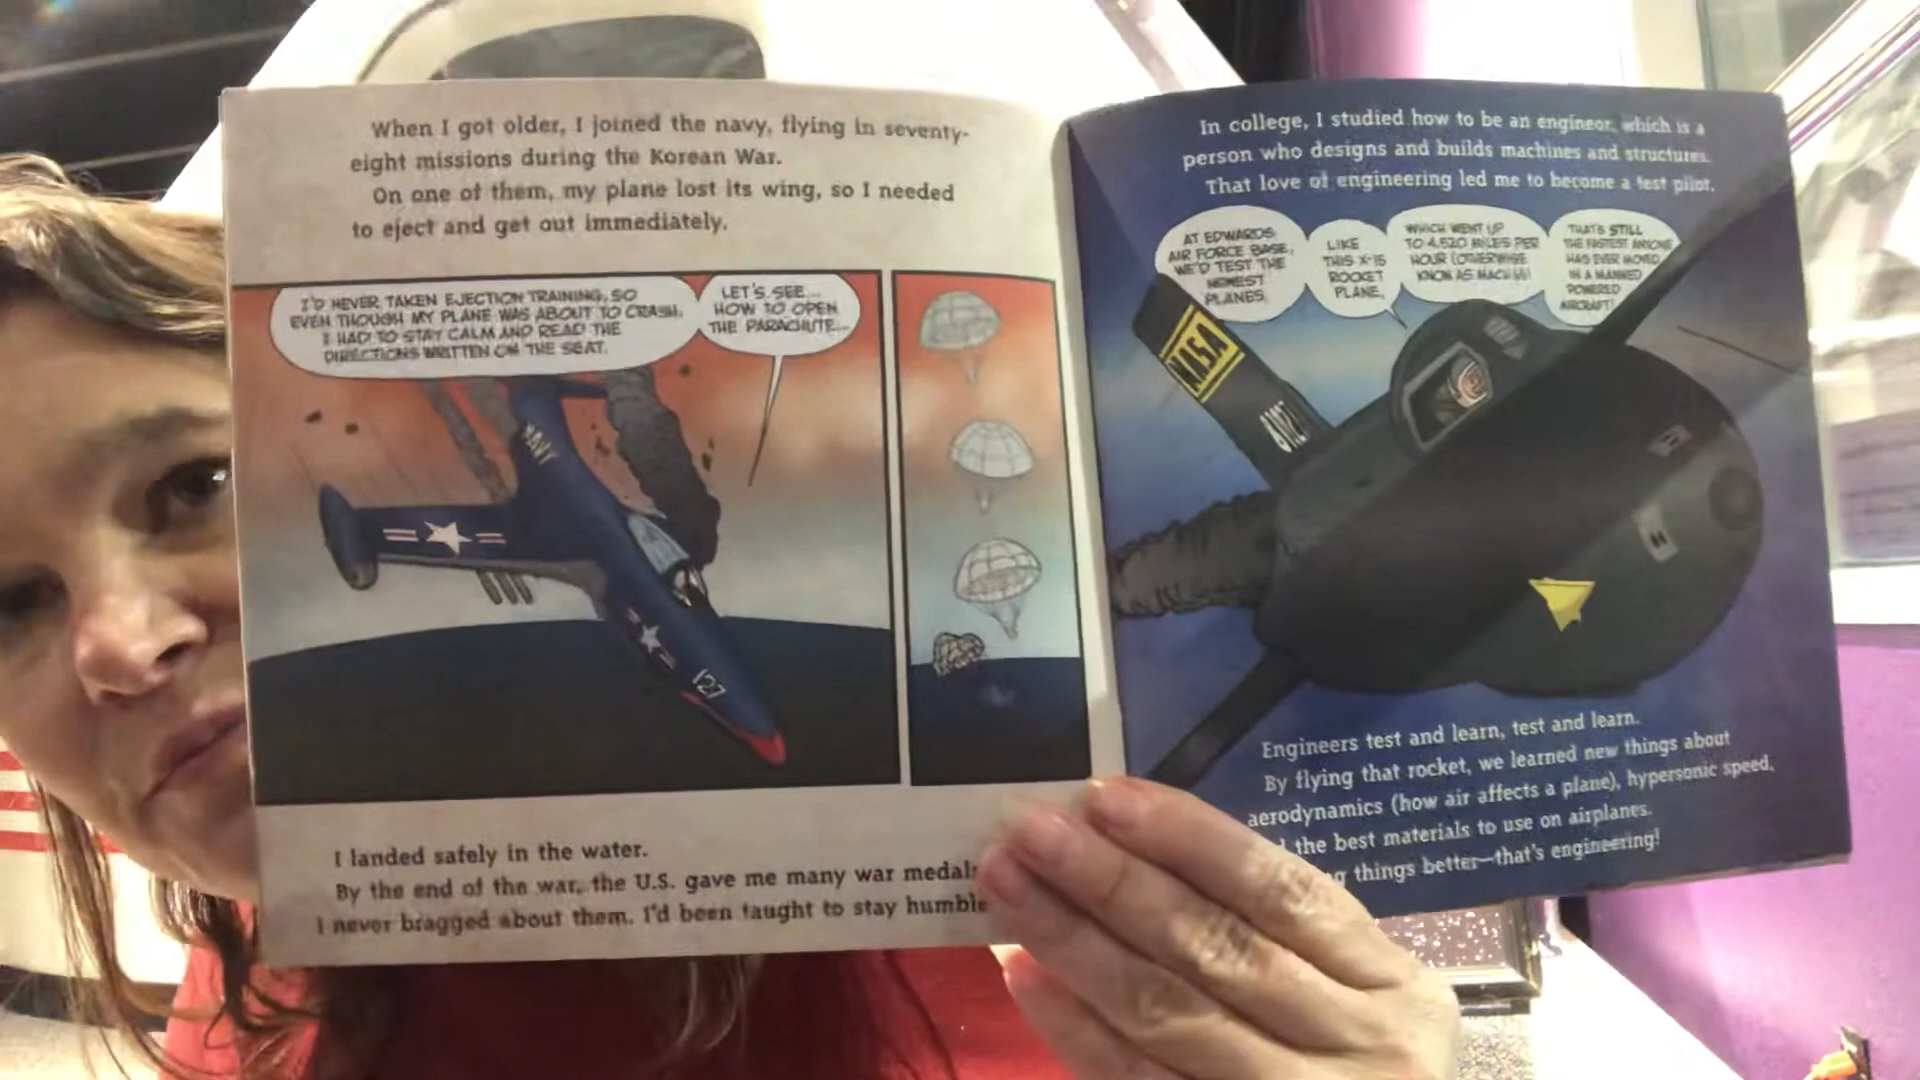 When I got older, I joined the navy, flying in seventy-
eight missions during the Korean War.
On one of them, my plane lost its wing, so I needed
to eject and get out immediately.
I'D NEVER TAKEN EJECTION TRAINING, SO
EVEN THOUGH MY PLANE WAS ABOUT TO CRASH,
I HAD TO STAY CALM AND READ THE
DIRECTIONS WRITTEN ON THE SEAT.
LET'S SEE...
HOW TO OPEN
THE PARACHUTE...
NAVY
127
I landed safely in the water.
By the end of the war, the U.S. gave me many war medals
I never bragged about them. I'd been taught to stay humble
In college, I studied how to be an engineer, which is a
person who designs and builds machines and structures.
That love of engineering led me to become a test pilot.
AT EDWARDS
AIR FORCE BASE,
WE'D TEST THE
NEWEST
PLANES.
LIKE
THIS X-15
ROCKET
PLANE,
WHICH WENT UP
TO 4,520 MILES PER
HOUR (OTHERWISE
KNOWN AS MACH
THAT'S STILL
THE FASTEST ANYONE
HAS EVER MOVED
IN A MANNED
POWERED
AIRCRAFT!
NASA
Engineers test and learn, test and learn.
By flying that rocket, we learned new things about
aerodynamics (how air affects a plane), hypersonic speed,
the best materials to use on airplanes.
things better—that's engineering!